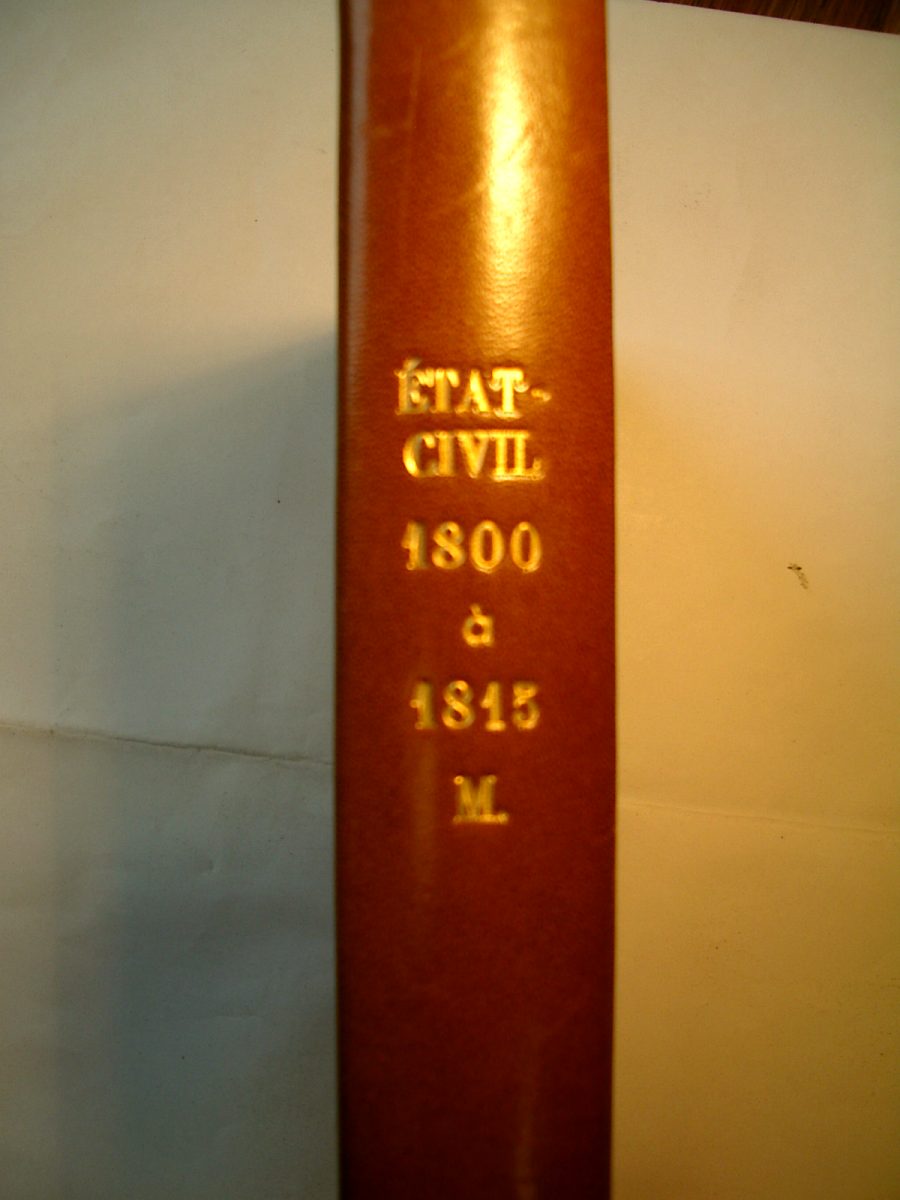 ÉTAT-
CIVIL
1800
à
1815
M.